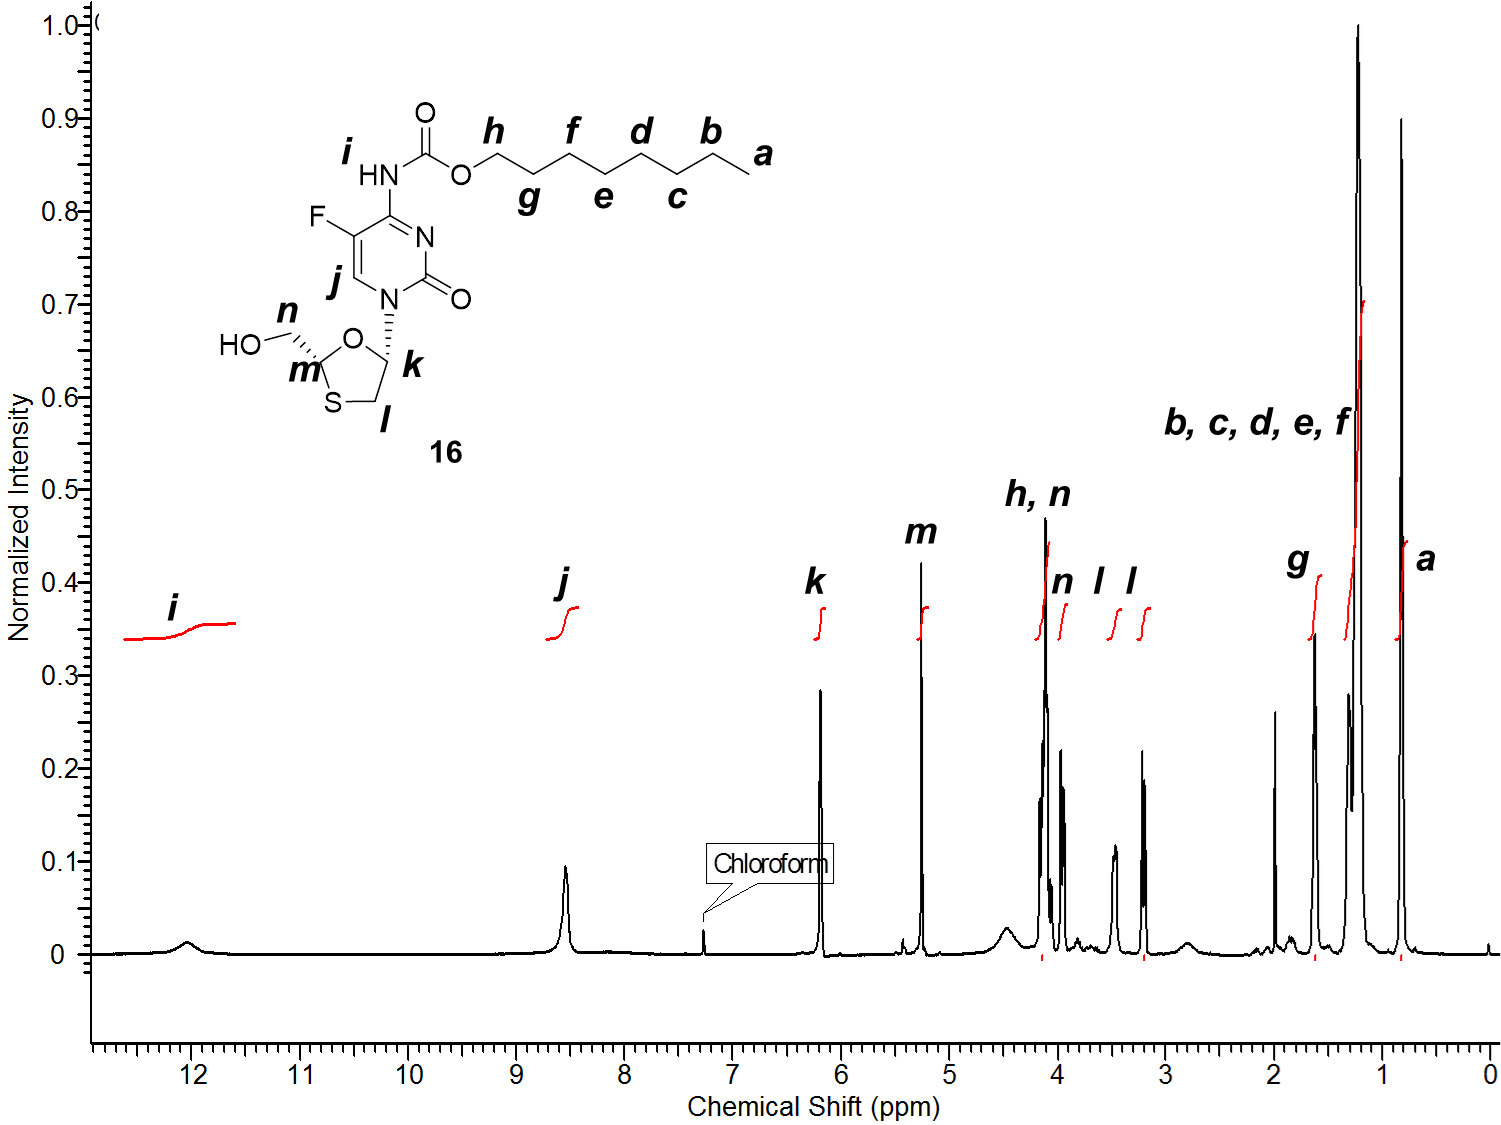 1.0
0.9
0.8
0.7
0.6
0.5
0.4
0.3
0.2
0.1
0
Normalized Intensity
O
h f d b
i a
HN O
g e c
F
N
j
N O
n
HO O
m k
S
l
16
b, c, d, e, f
h, n
m
i j k n l l g a
Chloroform
12 11 10 9 8 7 6 5 4 3 2 1 0
Chemical Shift (ppm)